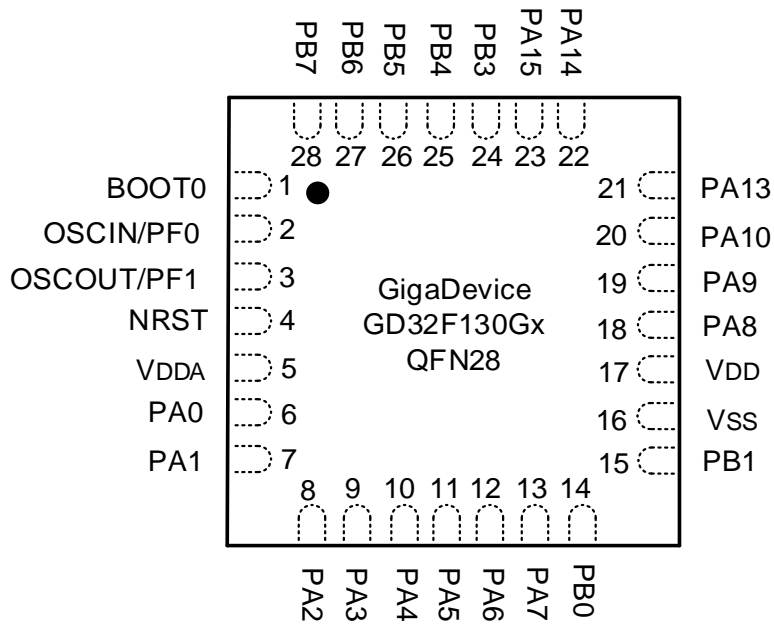 PB7 PB6 PB5 PB4 PB3 PA15 PA14
28 27 26 25 24 23 22
BOOT0 1 21 PA13
OSCIN/PF0 2 20 PA10
OSCOUT/PF1 3 19 PA9
NRST 4 18 PA8
VDDA 5 17 VDD
PA0 6 16 VSS
PA1 7 15 PB1
GigaDevice
GD32F130Gx
QFN28
8 9 10 11 12 13 14
PA2 PA3 PA4 PA5 PA6 PA7 PB0